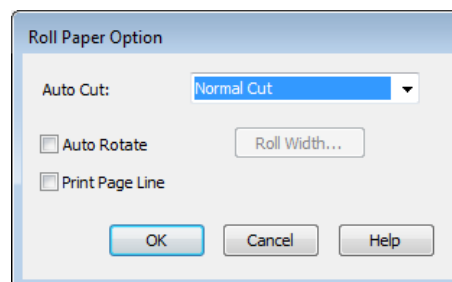 Roll Paper Option
Auto Cut: Normal Cut
Auto Rotate Roll Width...
Print Page Line
OK Cancel Help